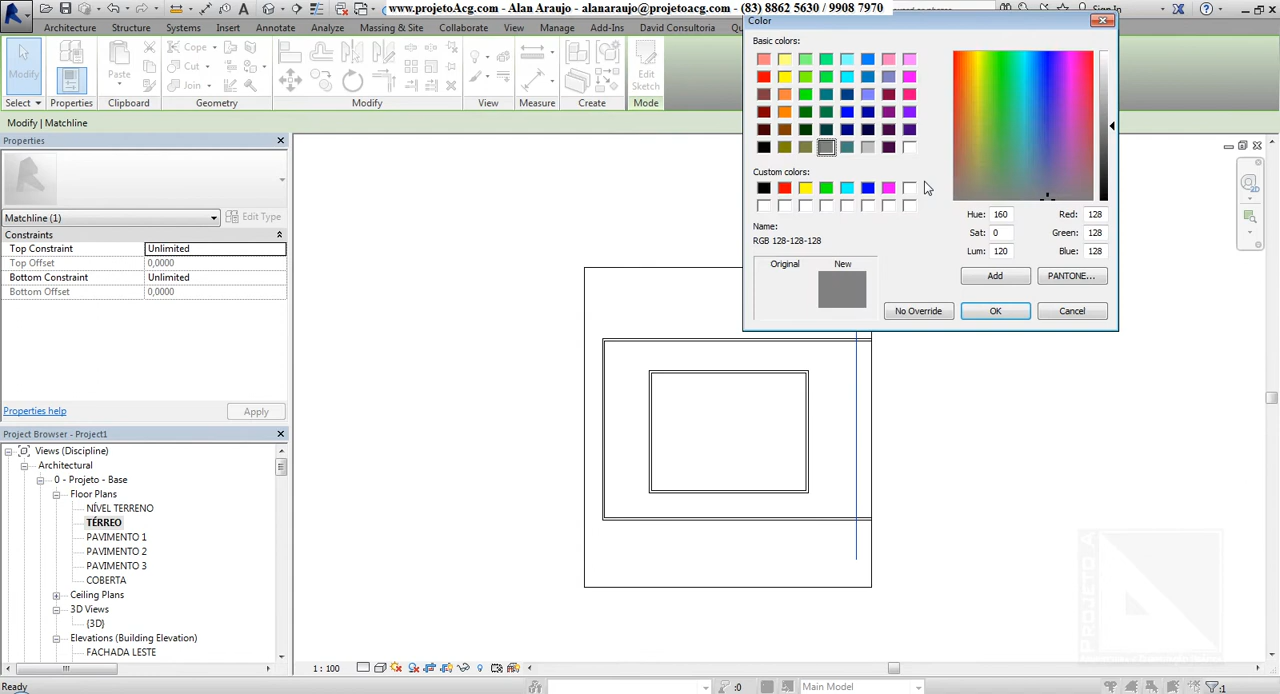 www.projetoAcg.com - Alan Araujo - alanaraujo@projetoacg.com - (83) 8862 5630 / 9908 7970
Sign In
Architecture Structure Systems Insert Annotate Analyze Massing & Site Collaborate View Manage Add-Ins David Consultoria
Modify
Properties
Paste
Cope
Cut
Join
Edit
Sketch
Select Properties Clipboard Geometry Modify View Measure Create Mode
Modify | Matchline
Properties
Matchline (1)
Edit Type
Constraints
Top Constraint Unlimited
Top Offset 0,0000
Bottom Constraint Unlimited
Bottom Offset 0,0000
Properties help
Apply
Project Browser - Project1
Views (Discipline)
Architectural
0 - Projeto - Base
Floor Plans
NÍVEL TERRENO
TÉRREO
PAVIMENTO 1
PAVIMENTO 2
PAVIMENTO 3
COBERTA
Ceiling Plans
3D Views
{3D}
Elevations (Building Elevation)
FACHADA LESTE
Color
Basic colors:
Custom colors:
Name:
RGB 128-128-128
Original New
Hue: 160 Red: 128
Sat: 0 Green: 128
Lum: 120 Blue: 128
Add PANTONE...
No Override OK Cancel
PROJETO A
1 : 100
Ready
:0
Main Model
:1